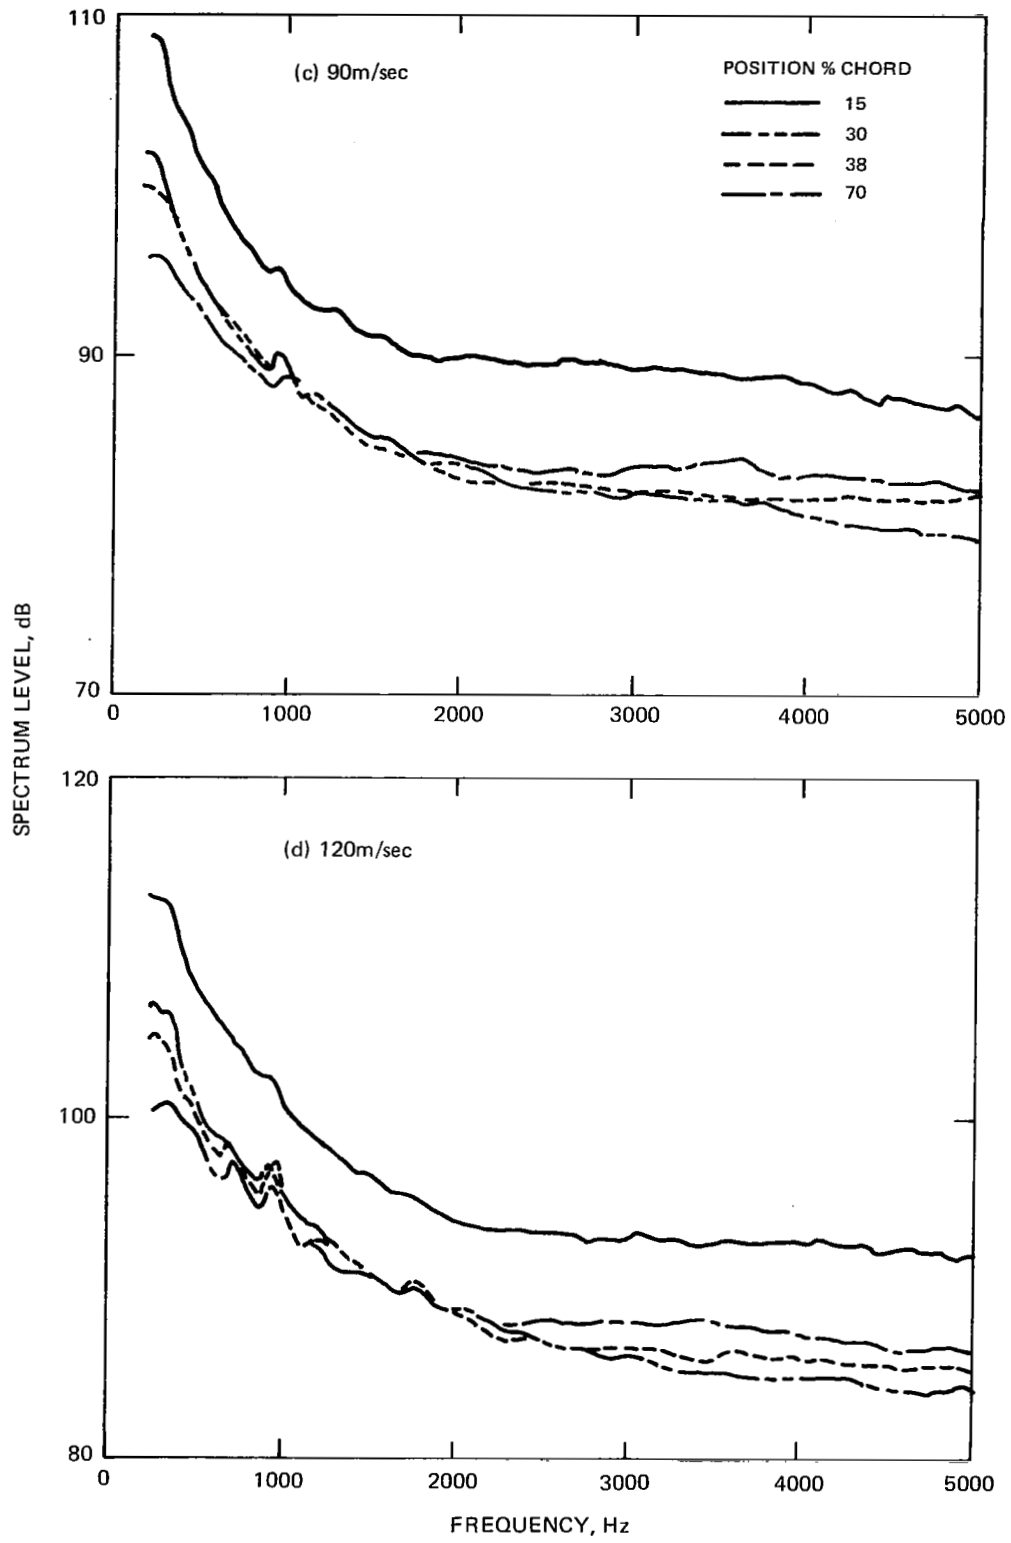 110
(c) 90m/sec
POSITION % CHORD
15
30
38
70
90
70
0 1000 2000 3000 4000 5000
SPECTRUM LEVEL, dB
120
(d) 120m/sec
100
80
0 1000 2000 3000 4000 5000
FREQUENCY, Hz